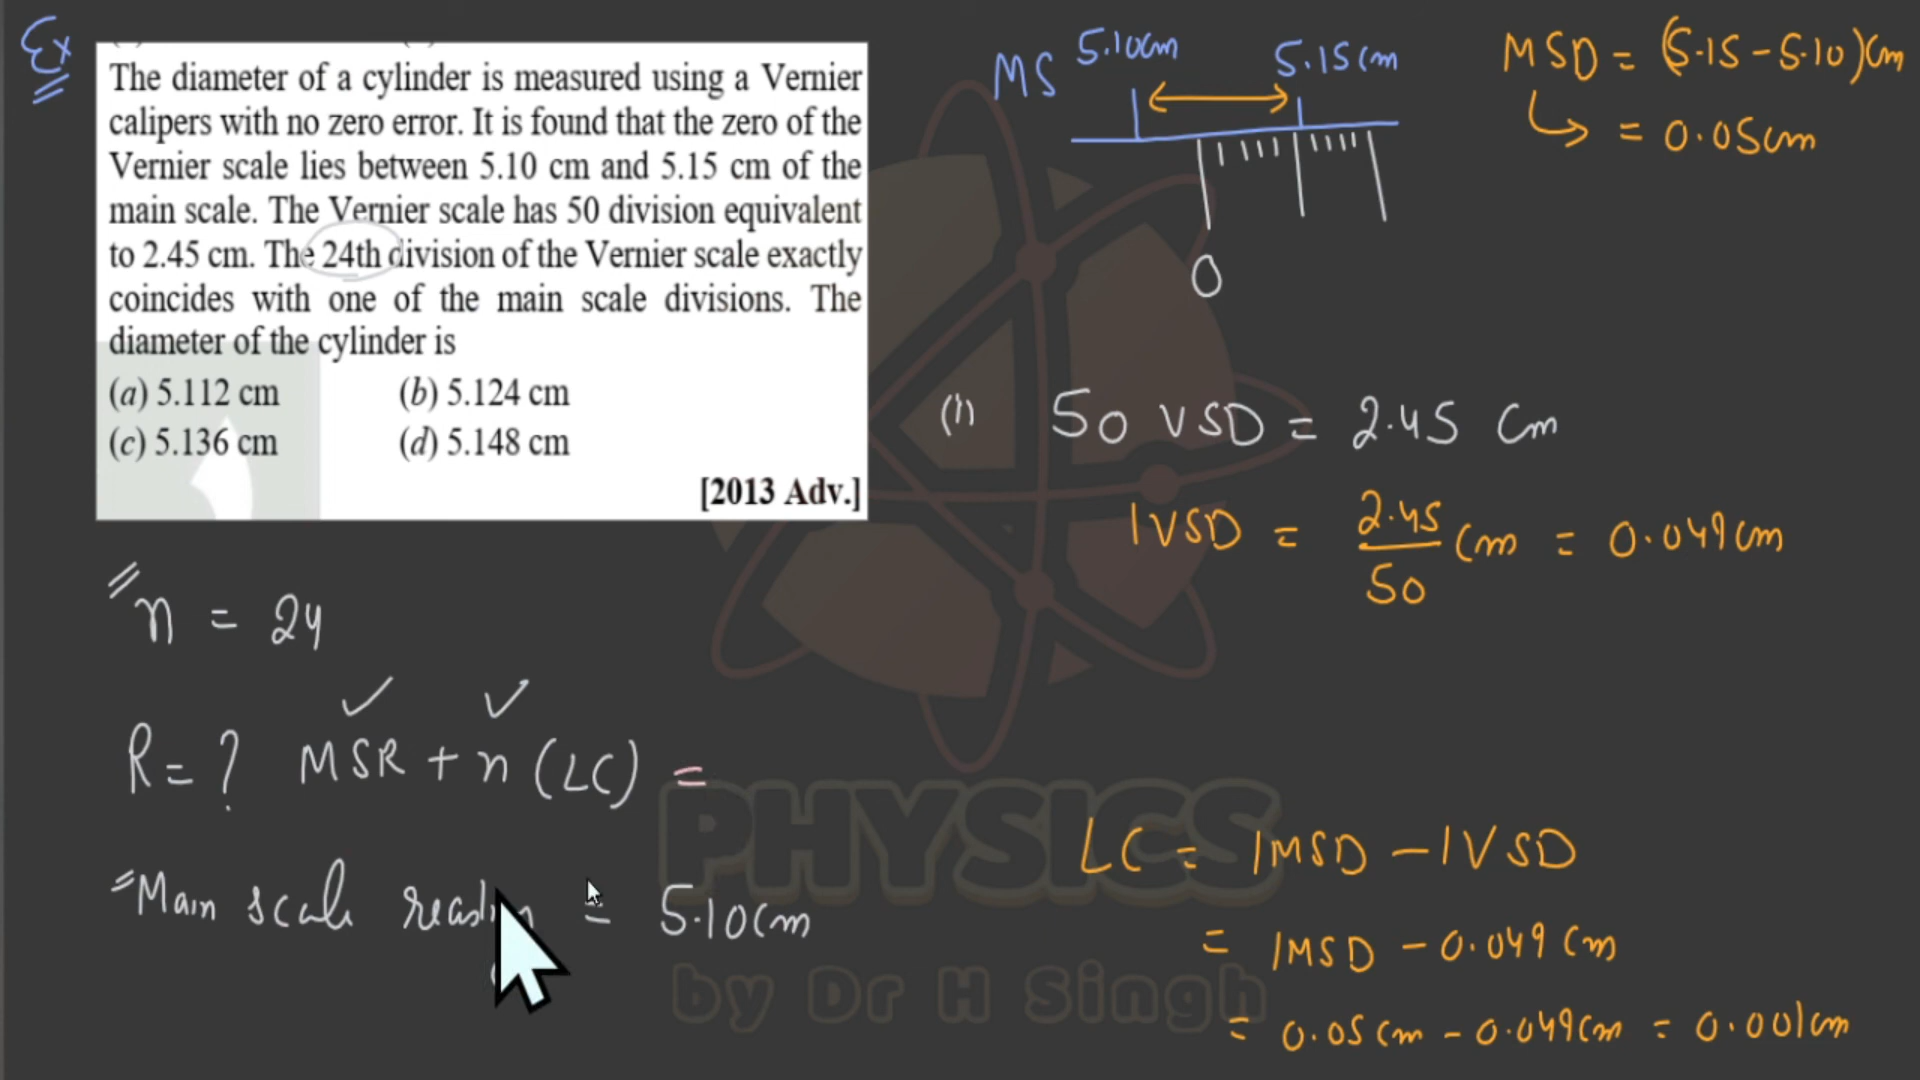 Ex
The diameter of a cylinder is measured using a Vernier
calipers with no zero error. It is found that the zero of the
Vernier scale lies between 5.10 cm and 5.15 cm of the
main scale. The Vernier scale has 50 division equivalent
to 2.45 cm. The 24th division of the Vernier scale exactly
coincides with one of the main scale divisions. The
diameter of the cylinder is
(a) 5.112 cm (b) 5.124 cm
(c) 5.136 cm (d) 5.148 cm
[2013 Adv.]
n = 24
R = ? MSR + n (LC) =
Main scale = 5.10cm
MS 5.10cm 5.15cm
0
MSD = (5.15 - 5.10)cm
= 0.05cm
(i) 50 VSD = 2.45 cm
1VSD = 2.45/50 cm = 0.049cm
LC = 1MSD - 1VSD
= 1MSD - 0.049 cm
= 0.05cm - 0.049cm = 0.001cm
PHYSICS
by Dr H Singh